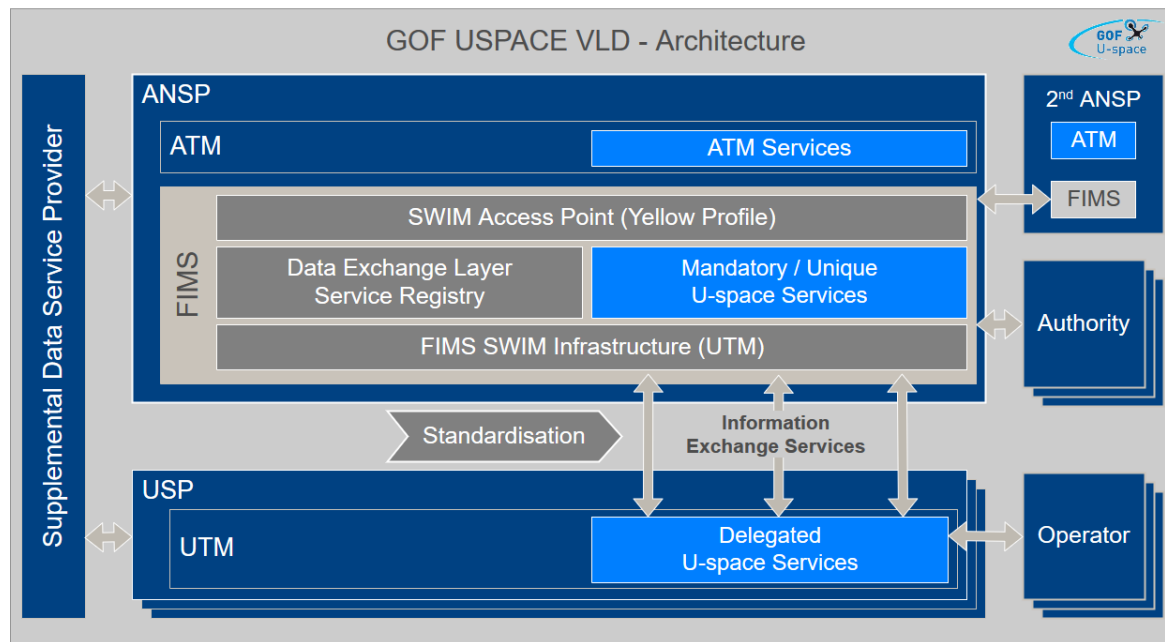 GOF USPACE VLD - Architecture
GOF
U-space
Supplemental Data Service Provider
ANSP
ATM
ATM Services
FIMS
SWIM Access Point (Yellow Profile)
Data Exchange Layer
Service Registry
Mandatory / Unique
U-space Services
FIMS SWIM Infrastructure (UTM)
2nd ANSP
ATM
FIMS
Authority
Standardisation
Information
Exchange Services
USP
UTM
Delegated
U-space Services
Operator